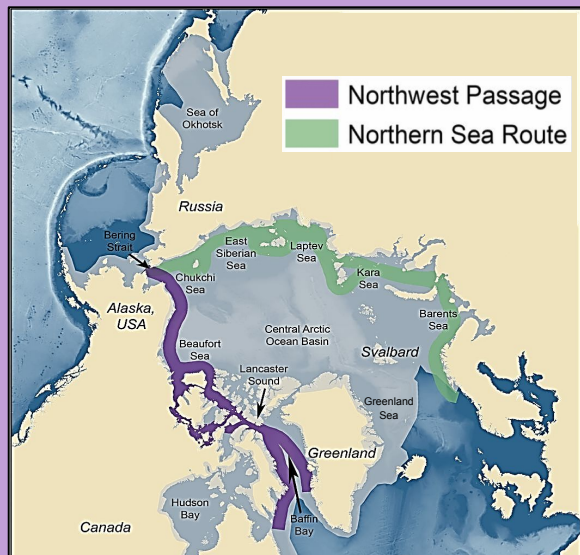 Sea of
Okhotsk
Northwest Passage
Northern Sea Route
Russia
Bering
Strait
East
Siberian
Sea
Laptev
Sea
Chukchi
Sea
Kara
Sea
Alaska,
USA
Barents
Sea
Beaufort
Sea
Central Arctic
Ocean Basin
Svalbard
Lancaster
Sound
Greenland
Sea
Greenland
Hudson
Bay
Baffin
Bay
Canada